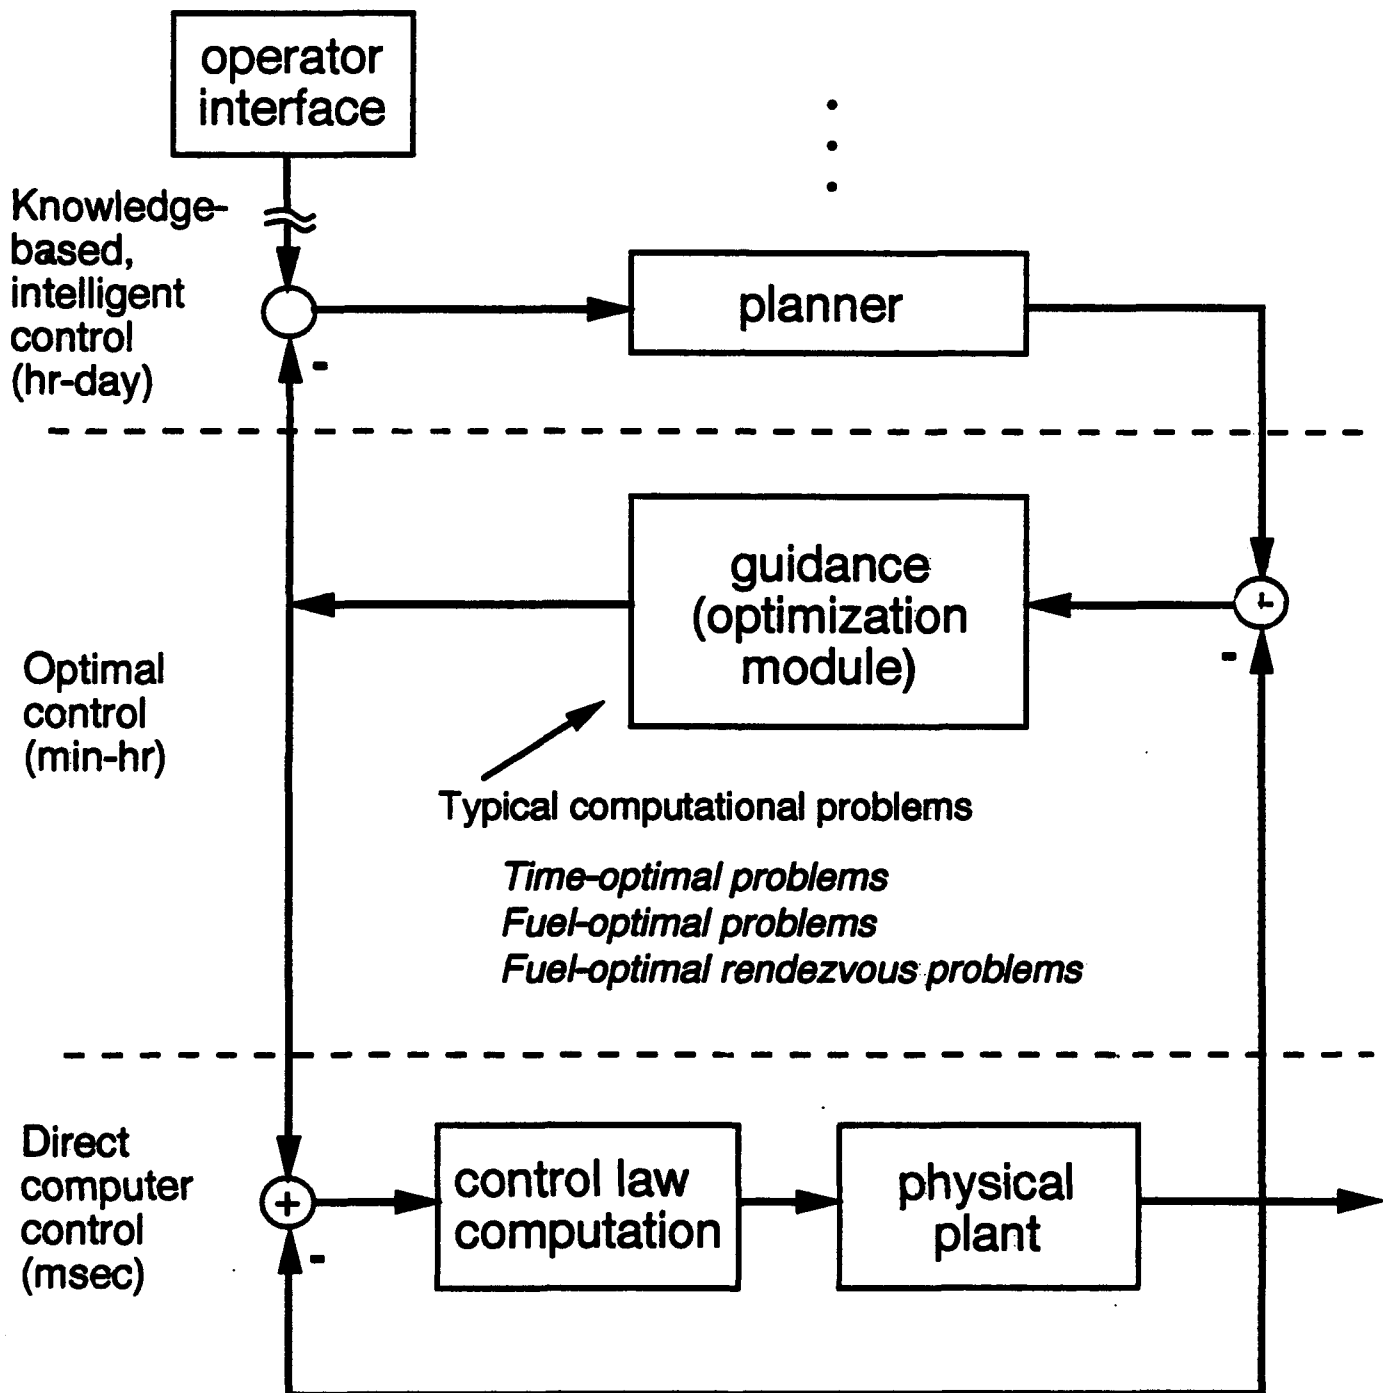 operator
interface
Knowledge-
based,
intelligent
control
(hr-day)
-
planner
guidance
(optimization
module)
-
Optimal
control
(min-hr)
Typical computational problems
Time-optimal problems
Fuel-optimal problems
Fuel-optimal rendezvous problems
Direct
computer
control
(msec)
+
-
control law
computation
physical
plant